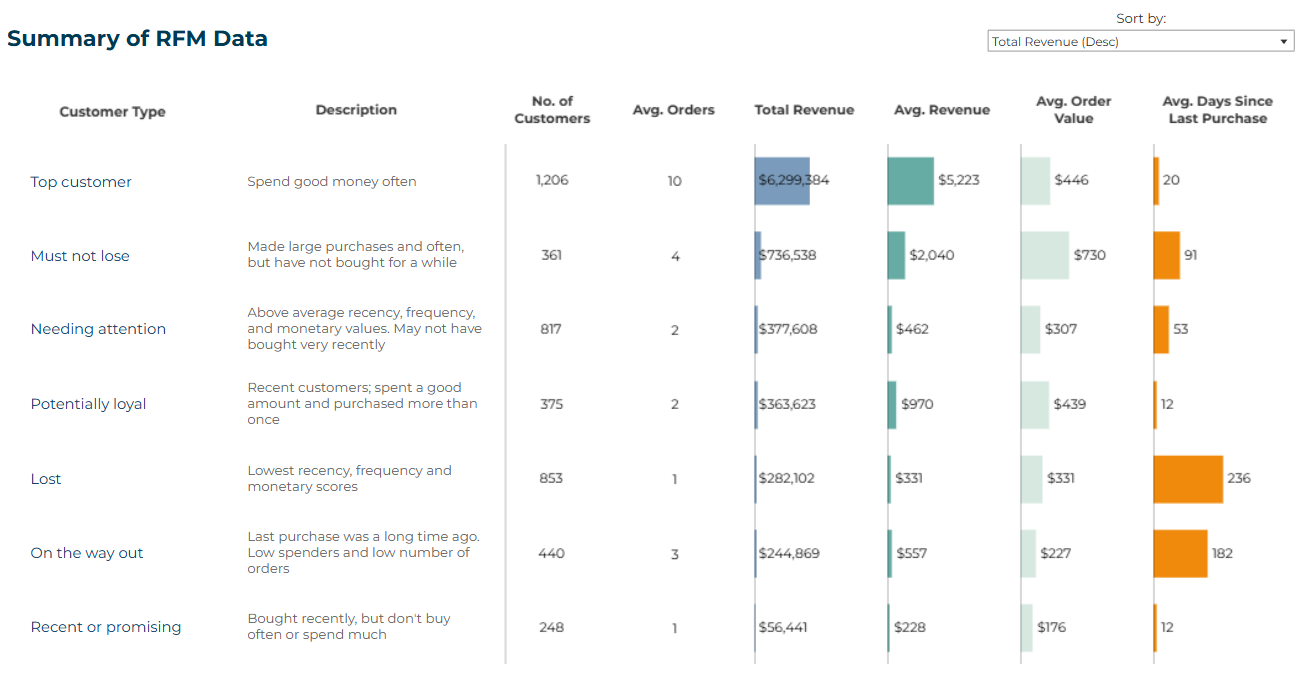 Sort by:
Summary of RFM Data
Total Revenue (Desc)
Customer Type
Description
No. of
Customers
Avg. Orders
Total Revenue
Avg. Revenue
Avg. Order
Value
Avg. Days Since
Last Purchase
Top customer
Spend good money often
1,206
10
$6,299,384
$5,223
$446
20
Must not lose
Made large purchases and often,
but have not bought for a while
361
4
$736,538
$2,040
$730
91
Needing attention
Above average recency, frequency,
and monetary values. May not have
bought very recently
817
2
$377,608
$462
$307
53
Potentially loyal
Recent customers; spent a good
amount and purchased more than
once
375
2
$363,623
$970
$439
12
Lost
Lowest recency, frequency and
monetary scores
853
1
$282,102
$331
$331
236
On the way out
Last purchase was a long time ago.
Low spenders and low number of
orders
440
3
$244,869
$557
$227
182
Recent or promising
Bought recently, but don't buy
often or spend much
248
1
$56,441
$228
$176
12